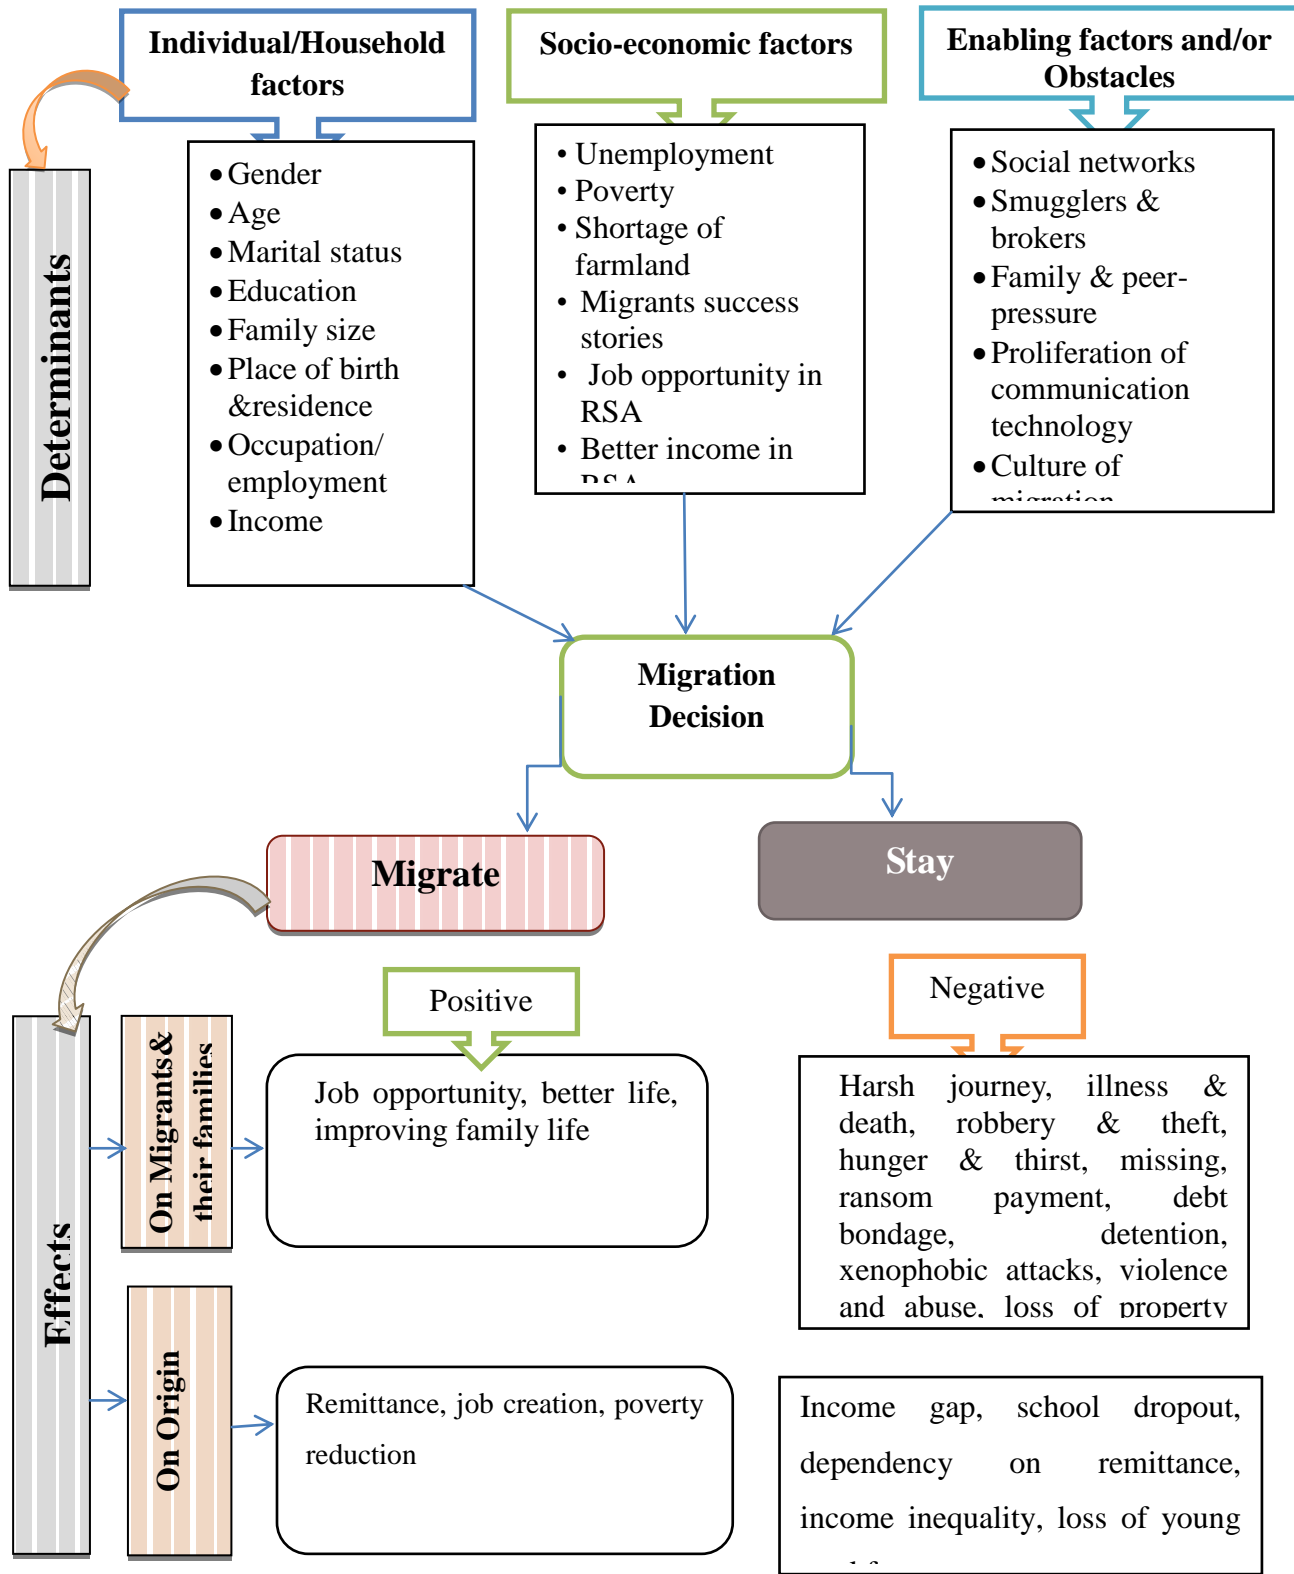 Individual/Household
factors
Socio-economic factors
Enabling factors and/or
Obstacles
Determinants
• Gender
• Age
• Marital status
• Education
• Family size
• Place of birth
&residence
• Occupation/
employment
• Income
• Unemployment
• Poverty
• Shortage of
farmland
• Migrants success
stories
• Job opportunity in
RSA
• Better income in
RSA
• Social networks
• Smugglers &
brokers
• Family & peer-
pressure
• Proliferation of
communication
technology
• Culture of
migration
Migration
Decision
Migrate
Stay
Positive
Negative
Effects
On Migrants&
their families
Job opportunity, better life,
improving family life
Harsh journey, illness &
death, robbery & theft,
hunger & thirst, missing,
ransom payment, debt
bondage, detention,
xenophobic attacks, violence
and abuse, loss of property
On Origin
Remittance, job creation, poverty
reduction
Income gap, school dropout,
dependency on remittance,
income inequality, loss of young